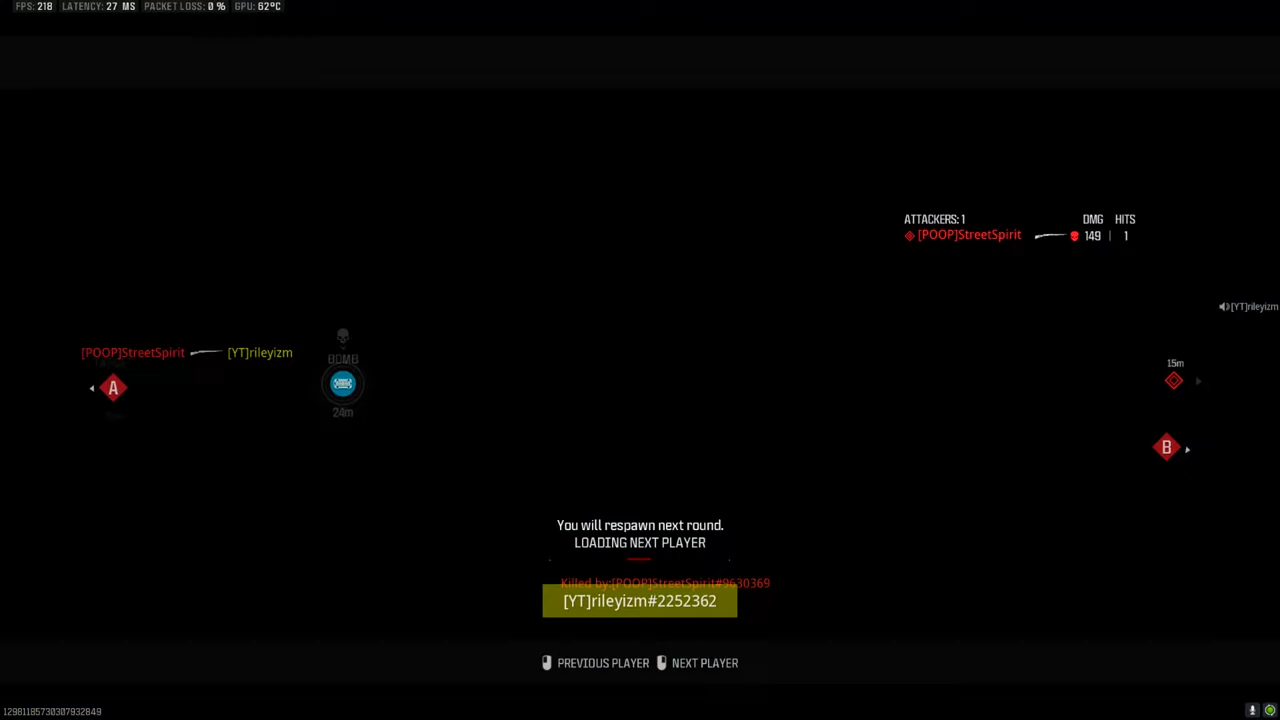 FPS: 218 LATENCY: 27 MS PACKET LOSS: 0 % GPU: 62°C
ATTACKERS: 1 DMG HITS
[POOP]StreetSpirit 149 | 1
[YT]rileyizm
[POOP]StreetSpirit [YT]rileyizm
BOMB
15m
A
24m
B
You will respawn next round.
LOADING NEXT PLAYER
Killed by:[POOP]StreetSpirit#9630369
[YT]rileyizm#2252362
PREVIOUS PLAYER NEXT PLAYER
12981185730307932849